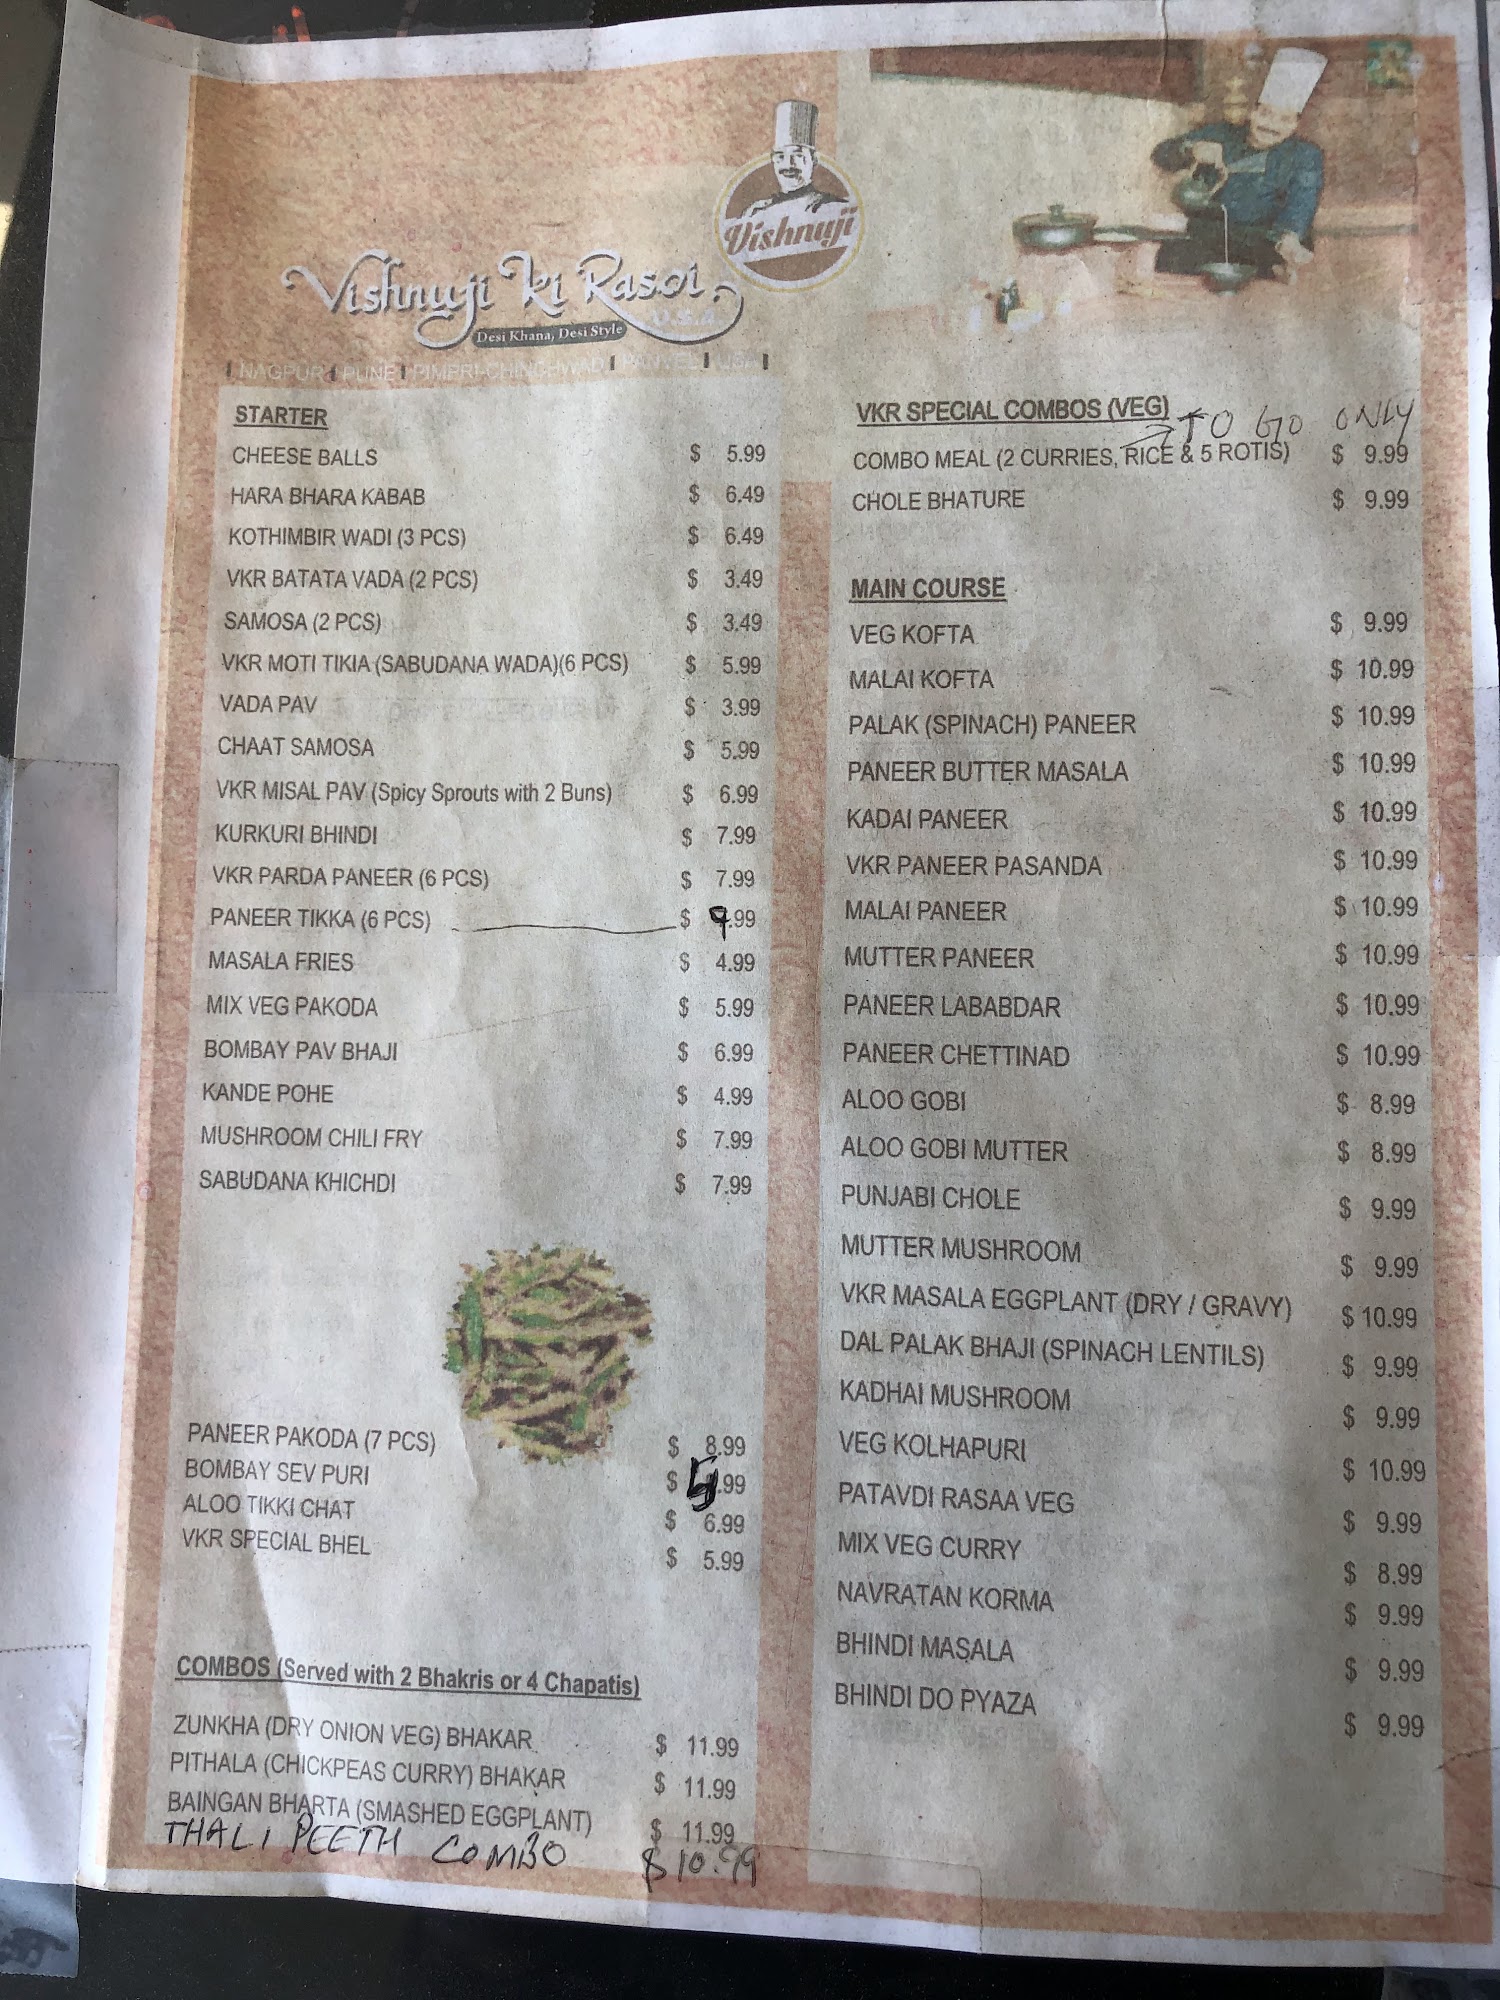 Vishnuji
Vishnuji Ki Rasoi
U.S.A.
Desi Khana, Desi Style
| NAGPUR | PUNE | PIMPRI-CHINCHWAD | PANVEL | USA |
STARTER
CHEESE BALLS $ 5.99
HARA BHARA KABAB $ 6.49
KOTHIMBIR WADI (3 PCS) $ 6.49
VKR BATATA VADA (2 PCS) $ 3.49
SAMOSA (2 PCS) $ 3.49
VKR MOTI TIKIA (SABUDANA WADA)(6 PCS) $ 5.99
VADA PAV $ 3.99
CHAAT SAMOSA $ 5.99
VKR MISAL PAV (Spicy Sprouts with 2 Buns) $ 6.99
KURKURI BHINDI $ 7.99
VKR PARDA PANEER (6 PCS) $ 7.99
PANEER TIKKA (6 PCS) $ 9.99
MASALA FRIES $ 4.99
MIX VEG PAKODA $ 5.99
BOMBAY PAV BHAJI $ 6.99
KANDE POHE $ 4.99
MUSHROOM CHILI FRY $ 7.99
SABUDANA KHICHDI $ 7.99
PANEER PAKODA (7 PCS) $ 8.99
BOMBAY SEV PURI $ 5.99
ALOO TIKKI CHAT $ 6.99
VKR SPECIAL BHEL $ 5.99
COMBOS (Served with 2 Bhakris or 4 Chapatis)
ZUNKHA (DRY ONION VEG) BHAKAR $ 11.99
PITHALA (CHICKPEAS CURRY) BHAKAR $ 11.99
BAINGAN BHARTA (SMASHED EGGPLANT) $ 11.99
THALI PEETH COMBO $10.99
VKR SPECIAL COMBOS (VEG) TO GO ONLY
COMBO MEAL (2 CURRIES, RICE & 5 ROTIS) $ 9.99
CHOLE BHATURE $ 9.99
MAIN COURSE
VEG KOFTA $ 9.99
MALAI KOFTA $ 10.99
PALAK (SPINACH) PANEER $ 10.99
PANEER BUTTER MASALA $ 10.99
KADAI PANEER $ 10.99
VKR PANEER PASANDA $ 10.99
MALAI PANEER $ 10.99
MUTTER PANEER $ 10.99
PANEER LABABDAR $ 10.99
PANEER CHETTINAD $ 10.99
ALOO GOBI $ 8.99
ALOO GOBI MUTTER $ 8.99
PUNJABI CHOLE $ 9.99
MUTTER MUSHROOM $ 9.99
VKR MASALA EGGPLANT (DRY / GRAVY) $ 10.99
DAL PALAK BHAJI (SPINACH LENTILS) $ 9.99
KADHAI MUSHROOM $ 9.99
VEG KOLHAPURI $ 10.99
PATAVDI RASAA VEG $ 9.99
MIX VEG CURRY $ 8.99
NAVRATAN KORMA $ 9.99
BHINDI MASALA $ 9.99
BHINDI DO PYAZA $ 9.99